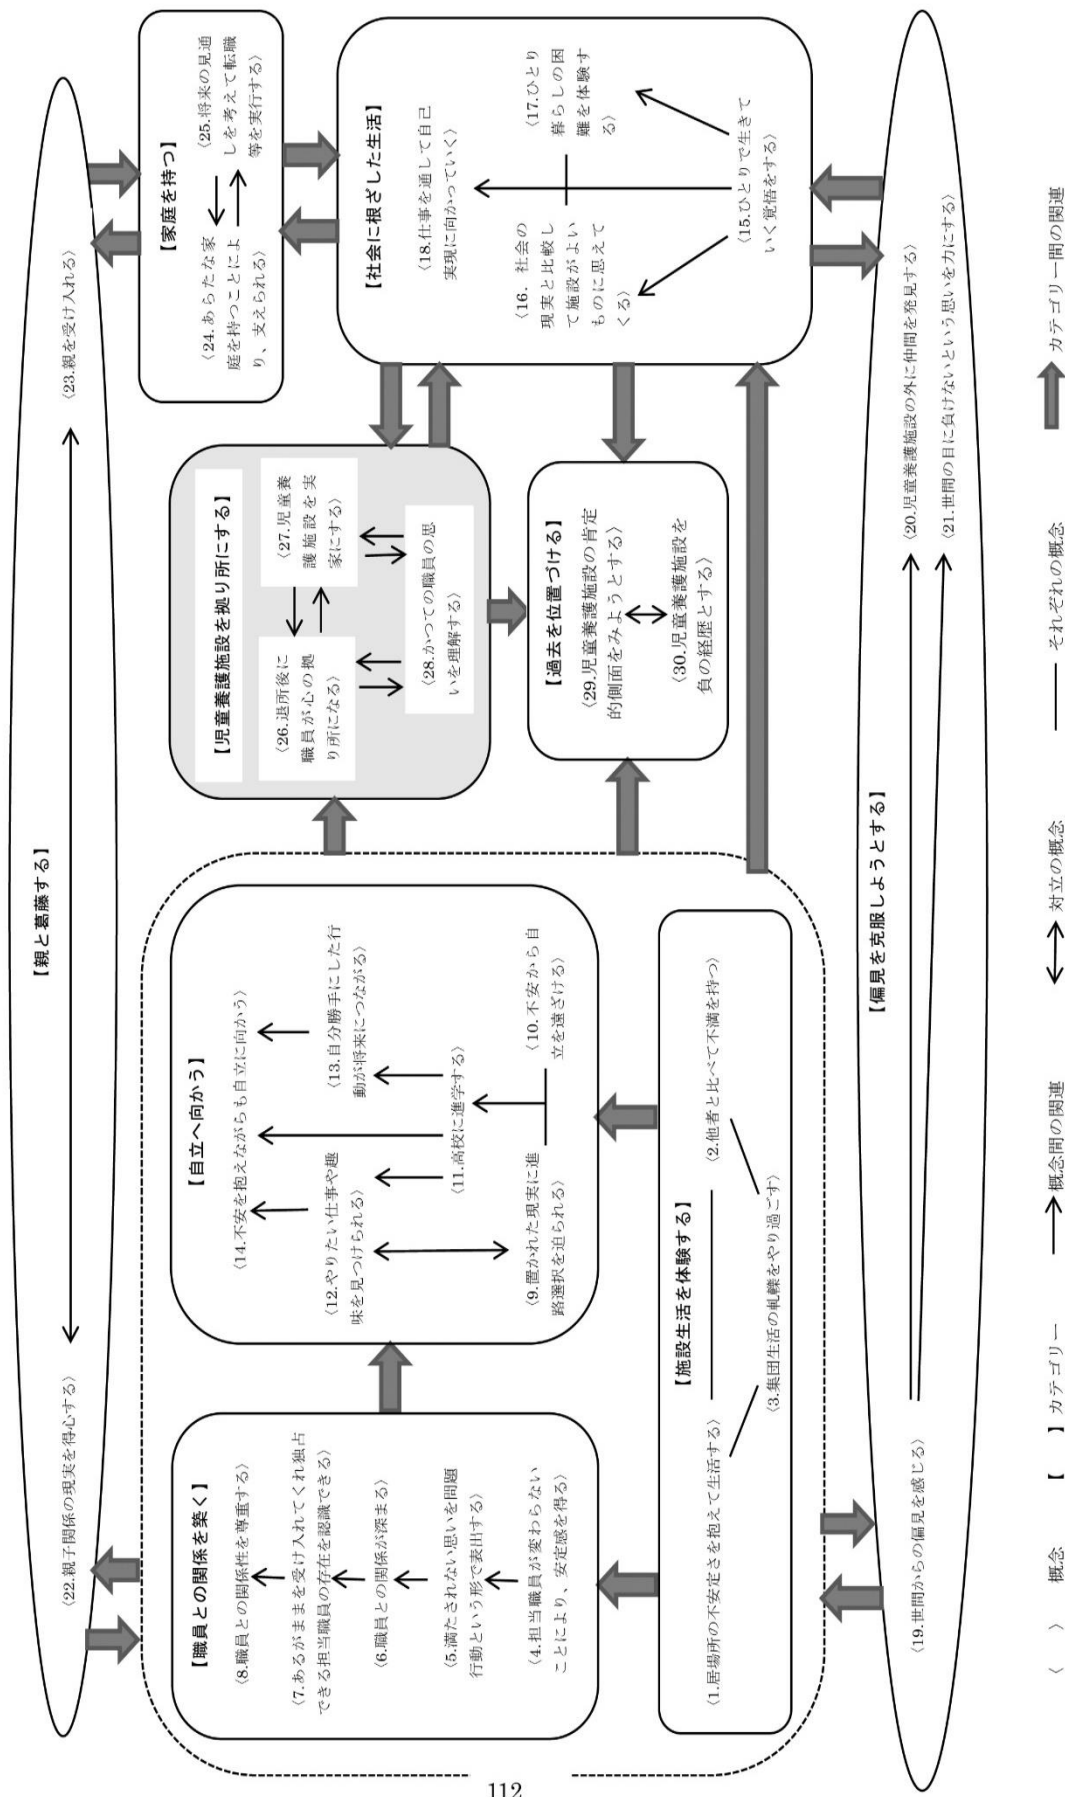 【親と葛藤する】
〈22.親子関係の現実を得心する〉
〈23.親を受け入れる〉
【職員との関係を築く】
〈8.職員との関係性を尊重する〉
〈7.あるがままを受け入れてくれ独占
できる担当職員の存在を認識できる〉
〈6.職員との関係が深まる〉
〈5.満たされない思いを問題
行動という形で表出する〉
〈4.担当職員が変わらない
ことにより、安定感を得る〉
【自立へ向かう】
〈14.不安を抱えながらも自立に向かう〉
〈12.やりたい仕事や趣
味を見つけられる〉
〈13.自分勝手にした行
動が将来につながる〉
〈11.高校に進学する〉
〈9.置かれた現実に進
路選択を迫られる〉
〈10.不安から自
立を遠ざける〉
【施設生活を体験する】
〈1.居場所の不安定さを抱えて生活する〉
〈2.他者と比べて不満を持つ〉
〈3.集団生活の軋轢をやり過ごす〉
【児童養護施設を拠り所にする】
〈26.退所後に
職員が心の拠
り所になる〉
〈27.児童養
護施設を実
家にする〉
〈28.かつての職員の思
いを理解する〉
【過去を位置づける】
〈29.児童養護施設の肯定
的側面をみようとする〉
〈30.児童養護施設を
負の経歴とする〉
【家庭を持つ】
〈24.あらたな家
庭を持つことによ
り、支えられる〉
〈25.将来の見通
しを考えて転職
等を実行する〉
【社会に根ざした生活】
〈18.仕事を通して自己
実現に向かっていく〉
〈16.社会の
現実と比較し
て施設がよい
ものに思えて
くる〉
〈17.ひとり
暮らしの困
難を体験す
る〉
〈15.ひとりで生きて
いく覚悟をする〉
【偏見を克服しようとする】
〈19.世間からの偏見を感じる〉
〈20.児童養護施設の外に仲間を発見する〉
〈21.世間の目に負けないという思いを力にする〉
〈 〉 概念 【 】カテゴリー 概念間の関連 対立の概念 それぞれの概念 カテゴリー間の関連
112